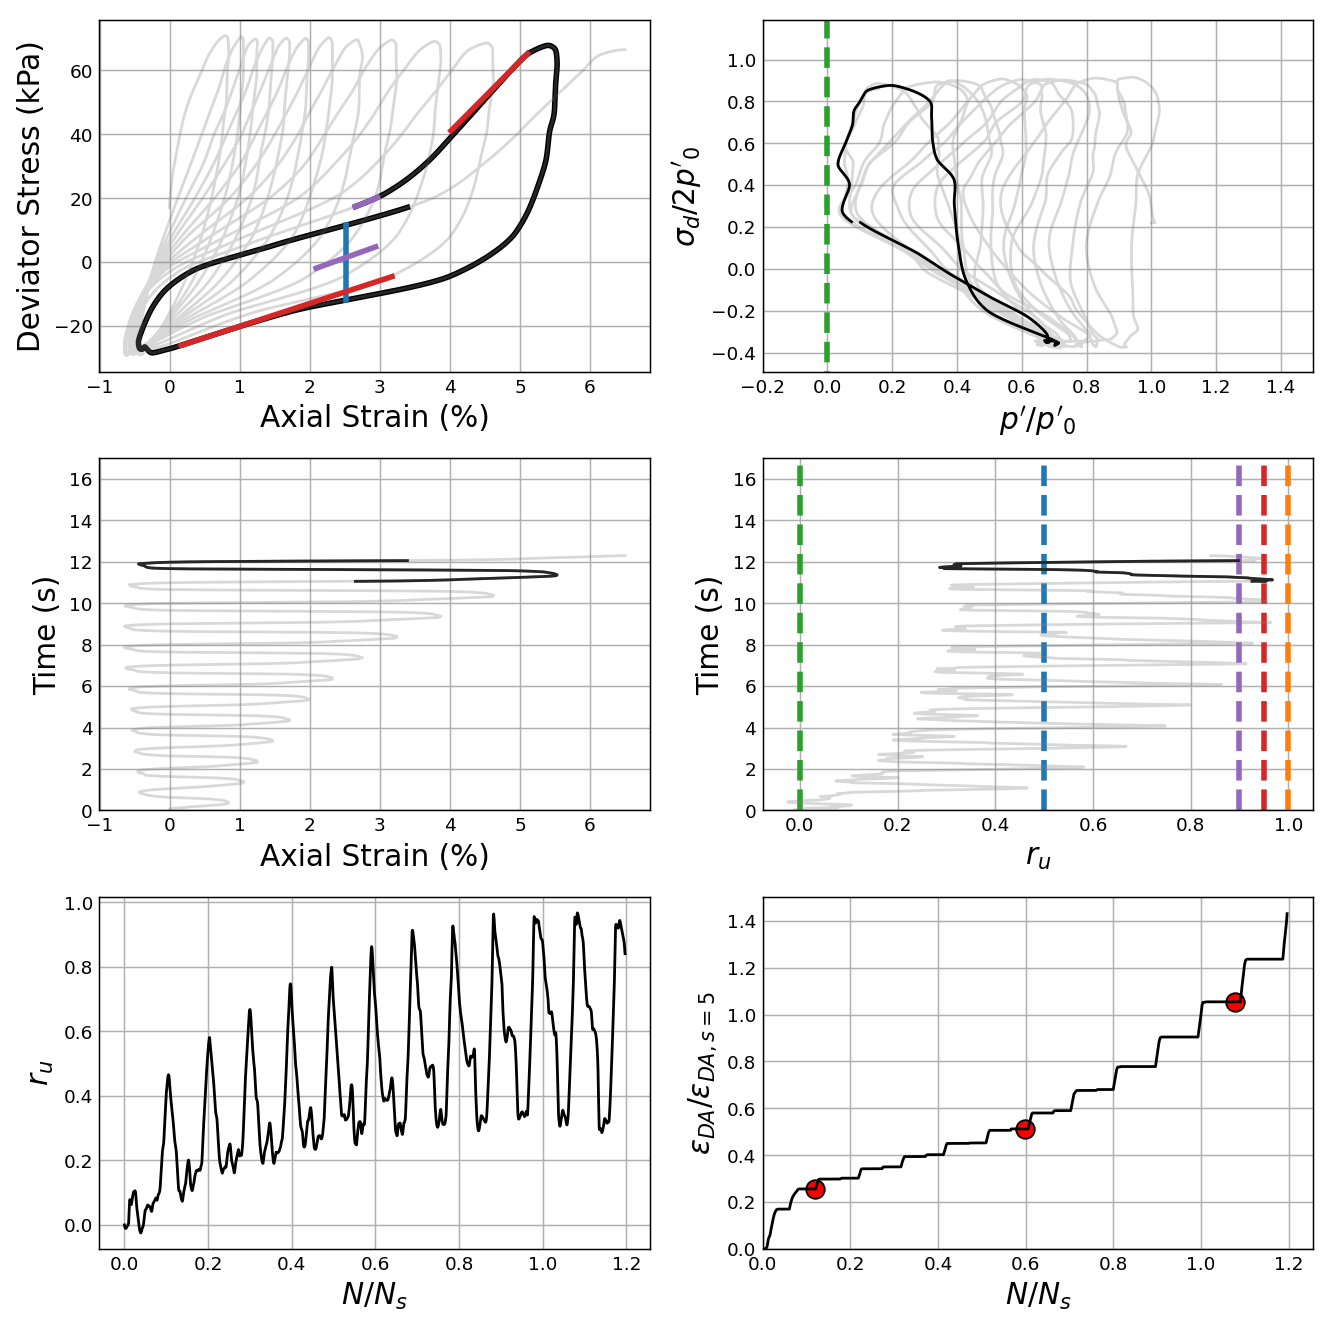 Deviator Stress (kPa)
60
40
20
0
−20
−1 0 1 2 3 4 5 6
Axial Strain (%)
σd/2p′0
1.0
0.8
0.6
0.4
0.2
0.0
−0.2
−0.4
−0.2 0.0 0.2 0.4 0.6 0.8 1.0 1.2 1.4
p′/p′0
Time (s)
16
14
12
10
8
6
4
2
0
−1 0 1 2 3 4 5 6
Axial Strain (%)
Time (s)
16
14
12
10
8
6
4
2
0
0.0 0.2 0.4 0.6 0.8 1.0
ru
ru
1.0
0.8
0.6
0.4
0.2
0.0
0.0 0.2 0.4 0.6 0.8 1.0 1.2
N/Ns
εDA/εDA, s = 5
1.4
1.2
1.0
0.8
0.6
0.4
0.2
0.0
0.0 0.2 0.4 0.6 0.8 1.0 1.2
N/Ns